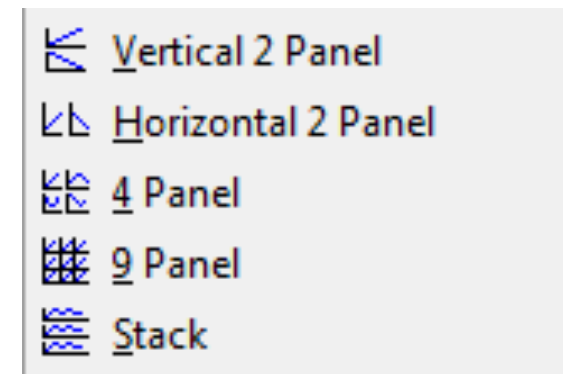 Vertical 2 Panel
Horizontal 2 Panel
4 Panel
9 Panel
Stack